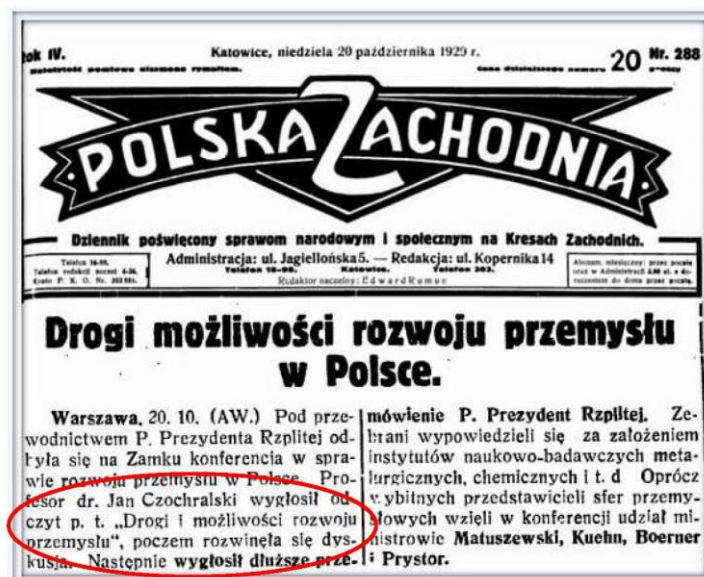 Rok IV.
Katowice, niedziela 20 października 1929 r.
Cena dzisiejszego numeru 20 groszy
Nr. 288
POLSKA ZACHODNIA
Dziennik poświęcony sprawom narodowym i społecznym na Kresach Zachodnich.
Administracja: ul. Jagiellońska 5. — Redakcja: ul. Kopernika 14
Katowice.
Redaktor naczelny: Edward Rumun
Drogi możliwości rozwoju przemysłu
w Polsce.
Warszawa, 20. 10. (AW.) Pod prze-
wodnictwem P. Prezydenta Rzplitej od-
była się na Zamku konferencja w spra-
wie rozwoju przemysłu w Polsce. Pro-
fesor dr. Jan Czochralski wygłosił od-
czyt p. t. „Drogi i możliwości rozwoju
przemysłu“, poczem rozwinęła się dys-
kusja. Następnie wygłosił dłuższe prze-
mówienie P. Prezydent Rzplitej. Ze-
brani wypowiedzieli się za założeniem
instytutów naukowo-badawczych meta-
lurgicznych, chemicznych i t. d Oprócz
wybitnych przedstawicieli sfer przemy-
słowych wzięli w konferencji udział mi-
nistrowie Matuszewski, Kuehn, Boerner
i Prystor.